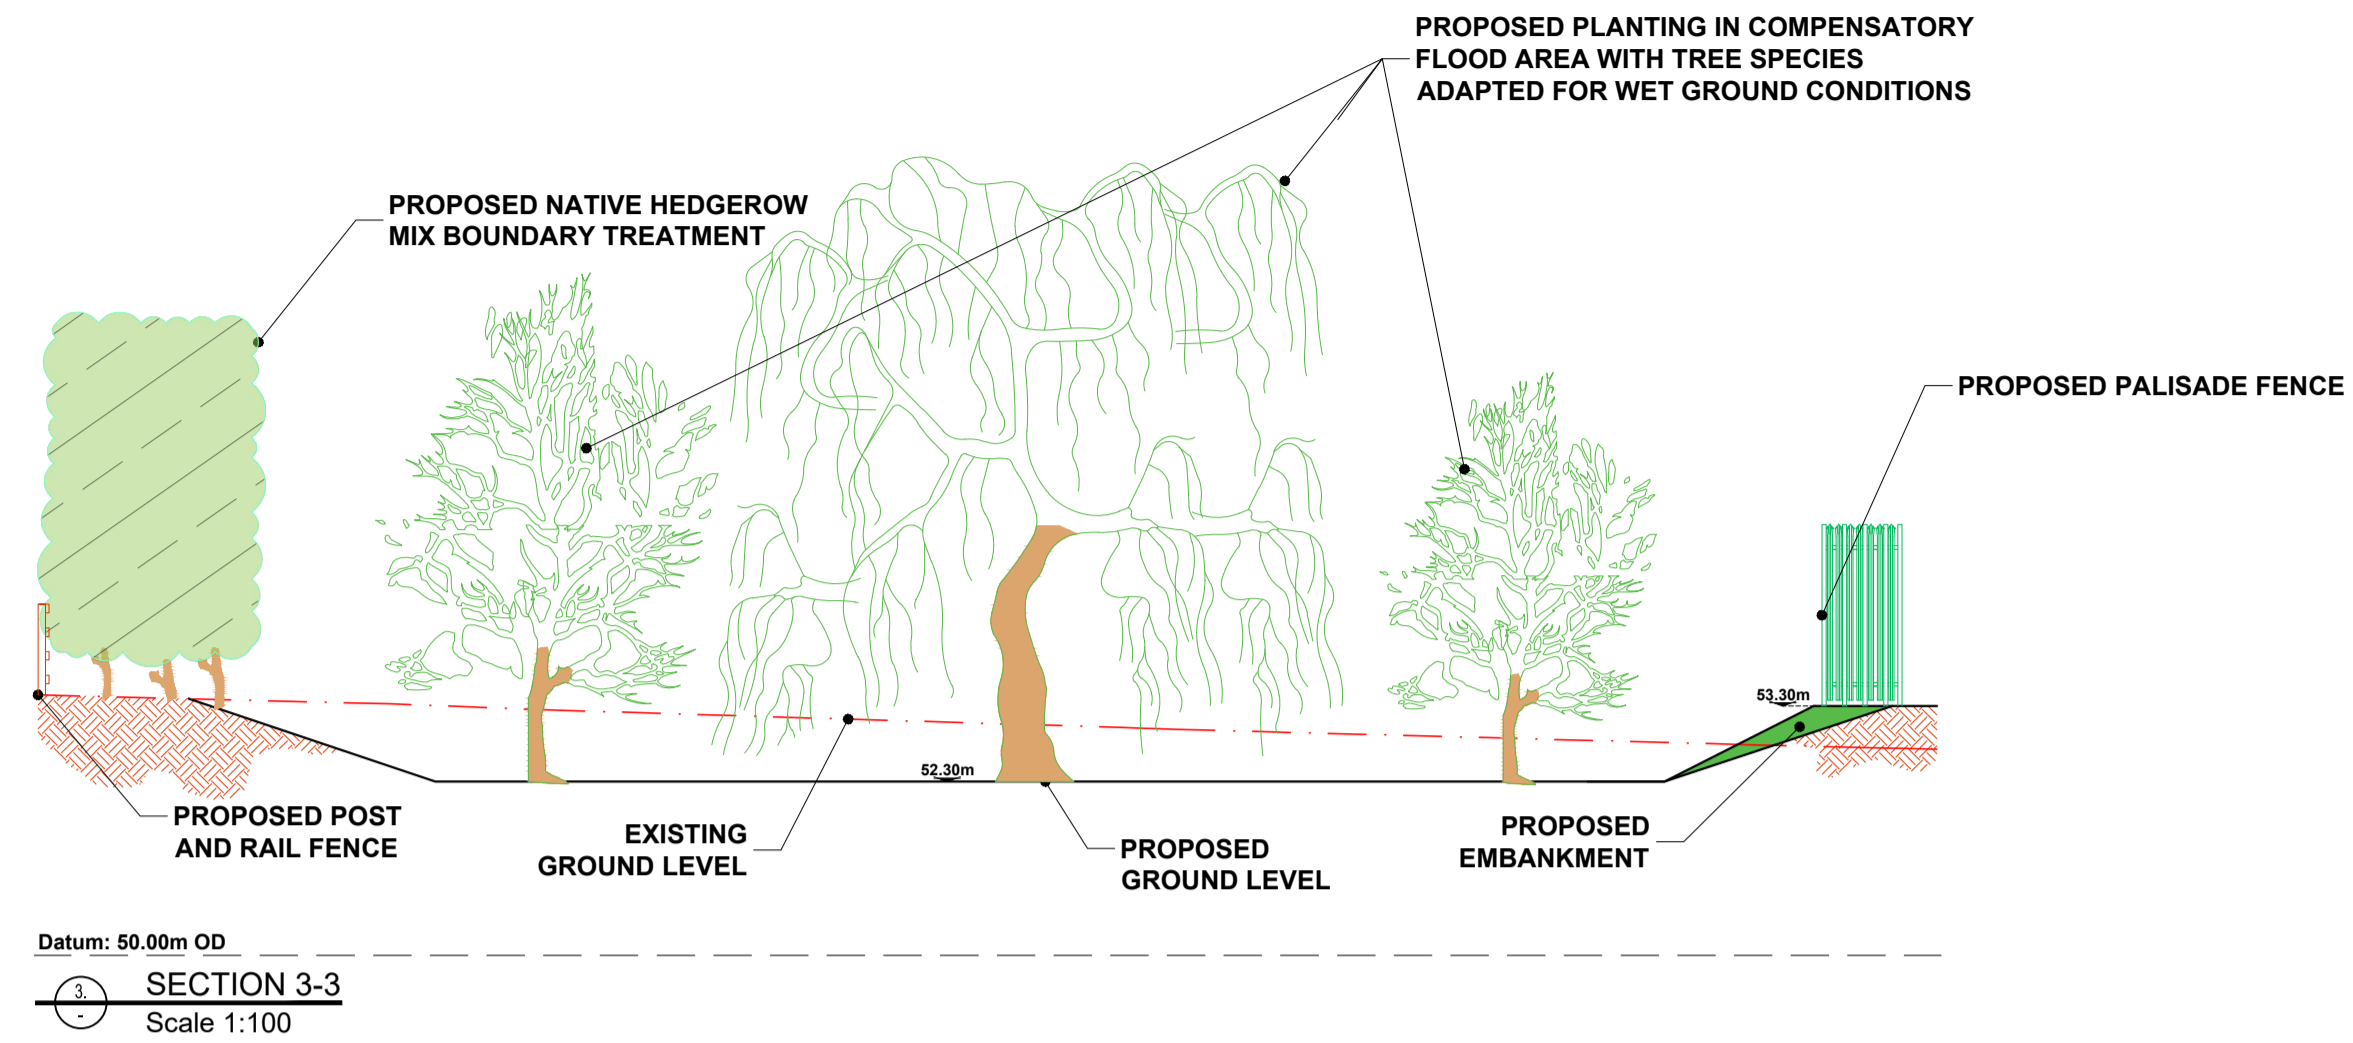 PROPOSED PLANTING IN COMPENSATORY
FLOOD AREA WITH TREE SPECIES
ADAPTED FOR WET GROUND CONDITIONS
PROPOSED NATIVE HEDGEROW
MIX BOUNDARY TREATMENT
PROPOSED PALISADE FENCE
53.30m
52.30m
PROPOSED POST
AND RAIL FENCE
EXISTING
GROUND LEVEL
PROPOSED
GROUND LEVEL
PROPOSED
EMBANKMENT
Datum: 50.00m OD
3.
-
SECTION 3-3
Scale 1:100